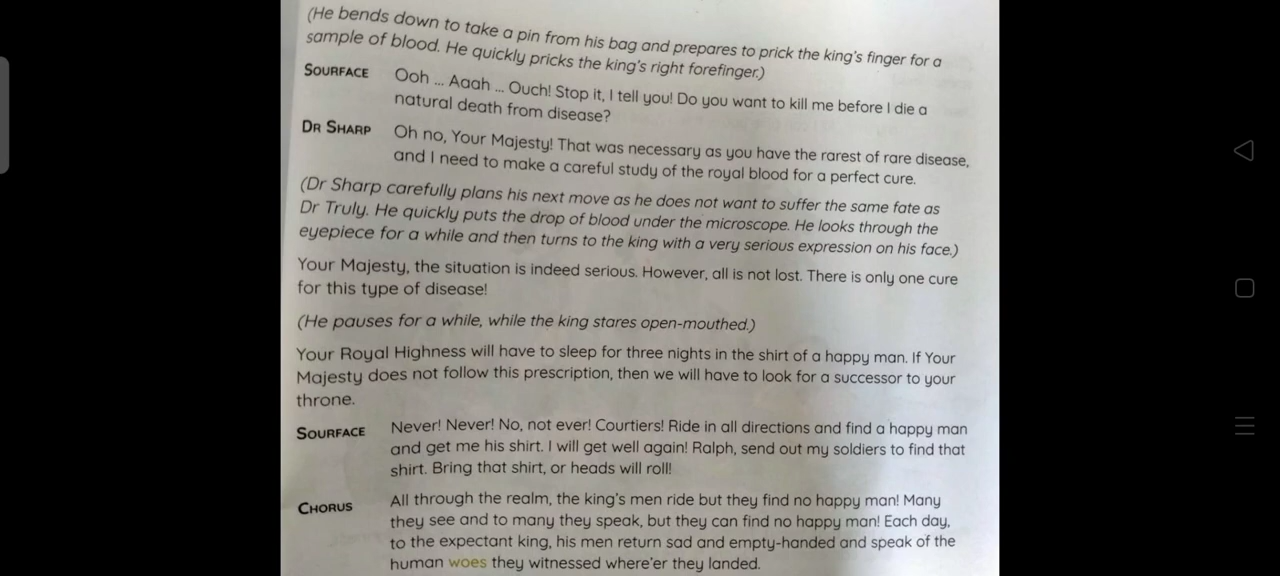 (He bends down to take a pin from his bag and prepares to prick the king's finger for a
sample of blood. He quickly pricks the king's right forefinger.)
SOURFACE Ooh ... Aaah ... Ouch! Stop it, I tell you! Do you want to kill me before I die a
natural death from disease?
DR SHARP Oh no, Your Majesty! That was necessary as you have the rarest of rare disease,
and I need to make a careful study of the royal blood for a perfect cure.
(Dr Sharp carefully plans his next move as he does not want to suffer the same fate as
Dr Truly. He quickly puts the drop of blood under the microscope. He looks through the
eyepiece for a while and then turns to the king with a very serious expression on his face.)
Your Majesty, the situation is indeed serious. However, all is not lost. There is only one cure
for this type of disease!
(He pauses for a while, while the king stares open-mouthed.)
Your Royal Highness will have to sleep for three nights in the shirt of a happy man. If Your
Majesty does not follow this prescription, then we will have to look for a successor to your
throne.
SOURFACE Never! Never! No, not ever! Courtiers! Ride in all directions and find a happy man
and get me his shirt. I will get well again! Ralph, send out my soldiers to find that
shirt. Bring that shirt, or heads will roll!
CHORUS All through the realm, the king's men ride but they find no happy man! Many
they see and to many they speak, but they can find no happy man! Each day,
to the expectant king, his men return sad and empty-handed and speak of the
human woes they witnessed where'er they landed.